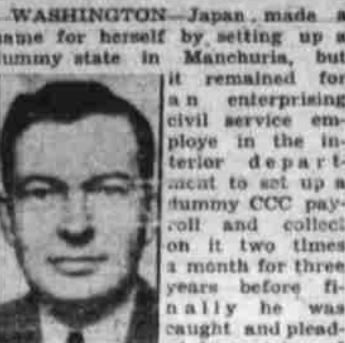 WASHINGTON—Japan made a
name for herself by setting up a
dummy state in Manchuria, but
it remained for
an enterprising
civil service em-
ploye in the in-
terior depart-
ment to set up a
dummy CCC pay-
roll and collect
on it two times
a month for three
years before fi-
nally he was
caught and plead-